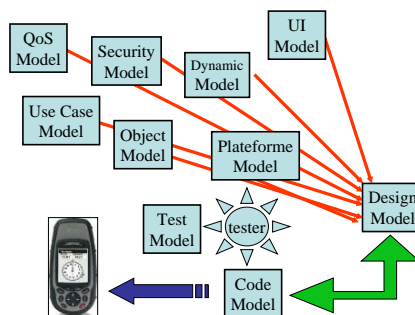 UI
Model
QoS
Model
Security
Model
Dynamic
Model
Use Case
Model
Object
Model
Plateforme
Model
Design
Model
Test
Model
tester
Code
Model